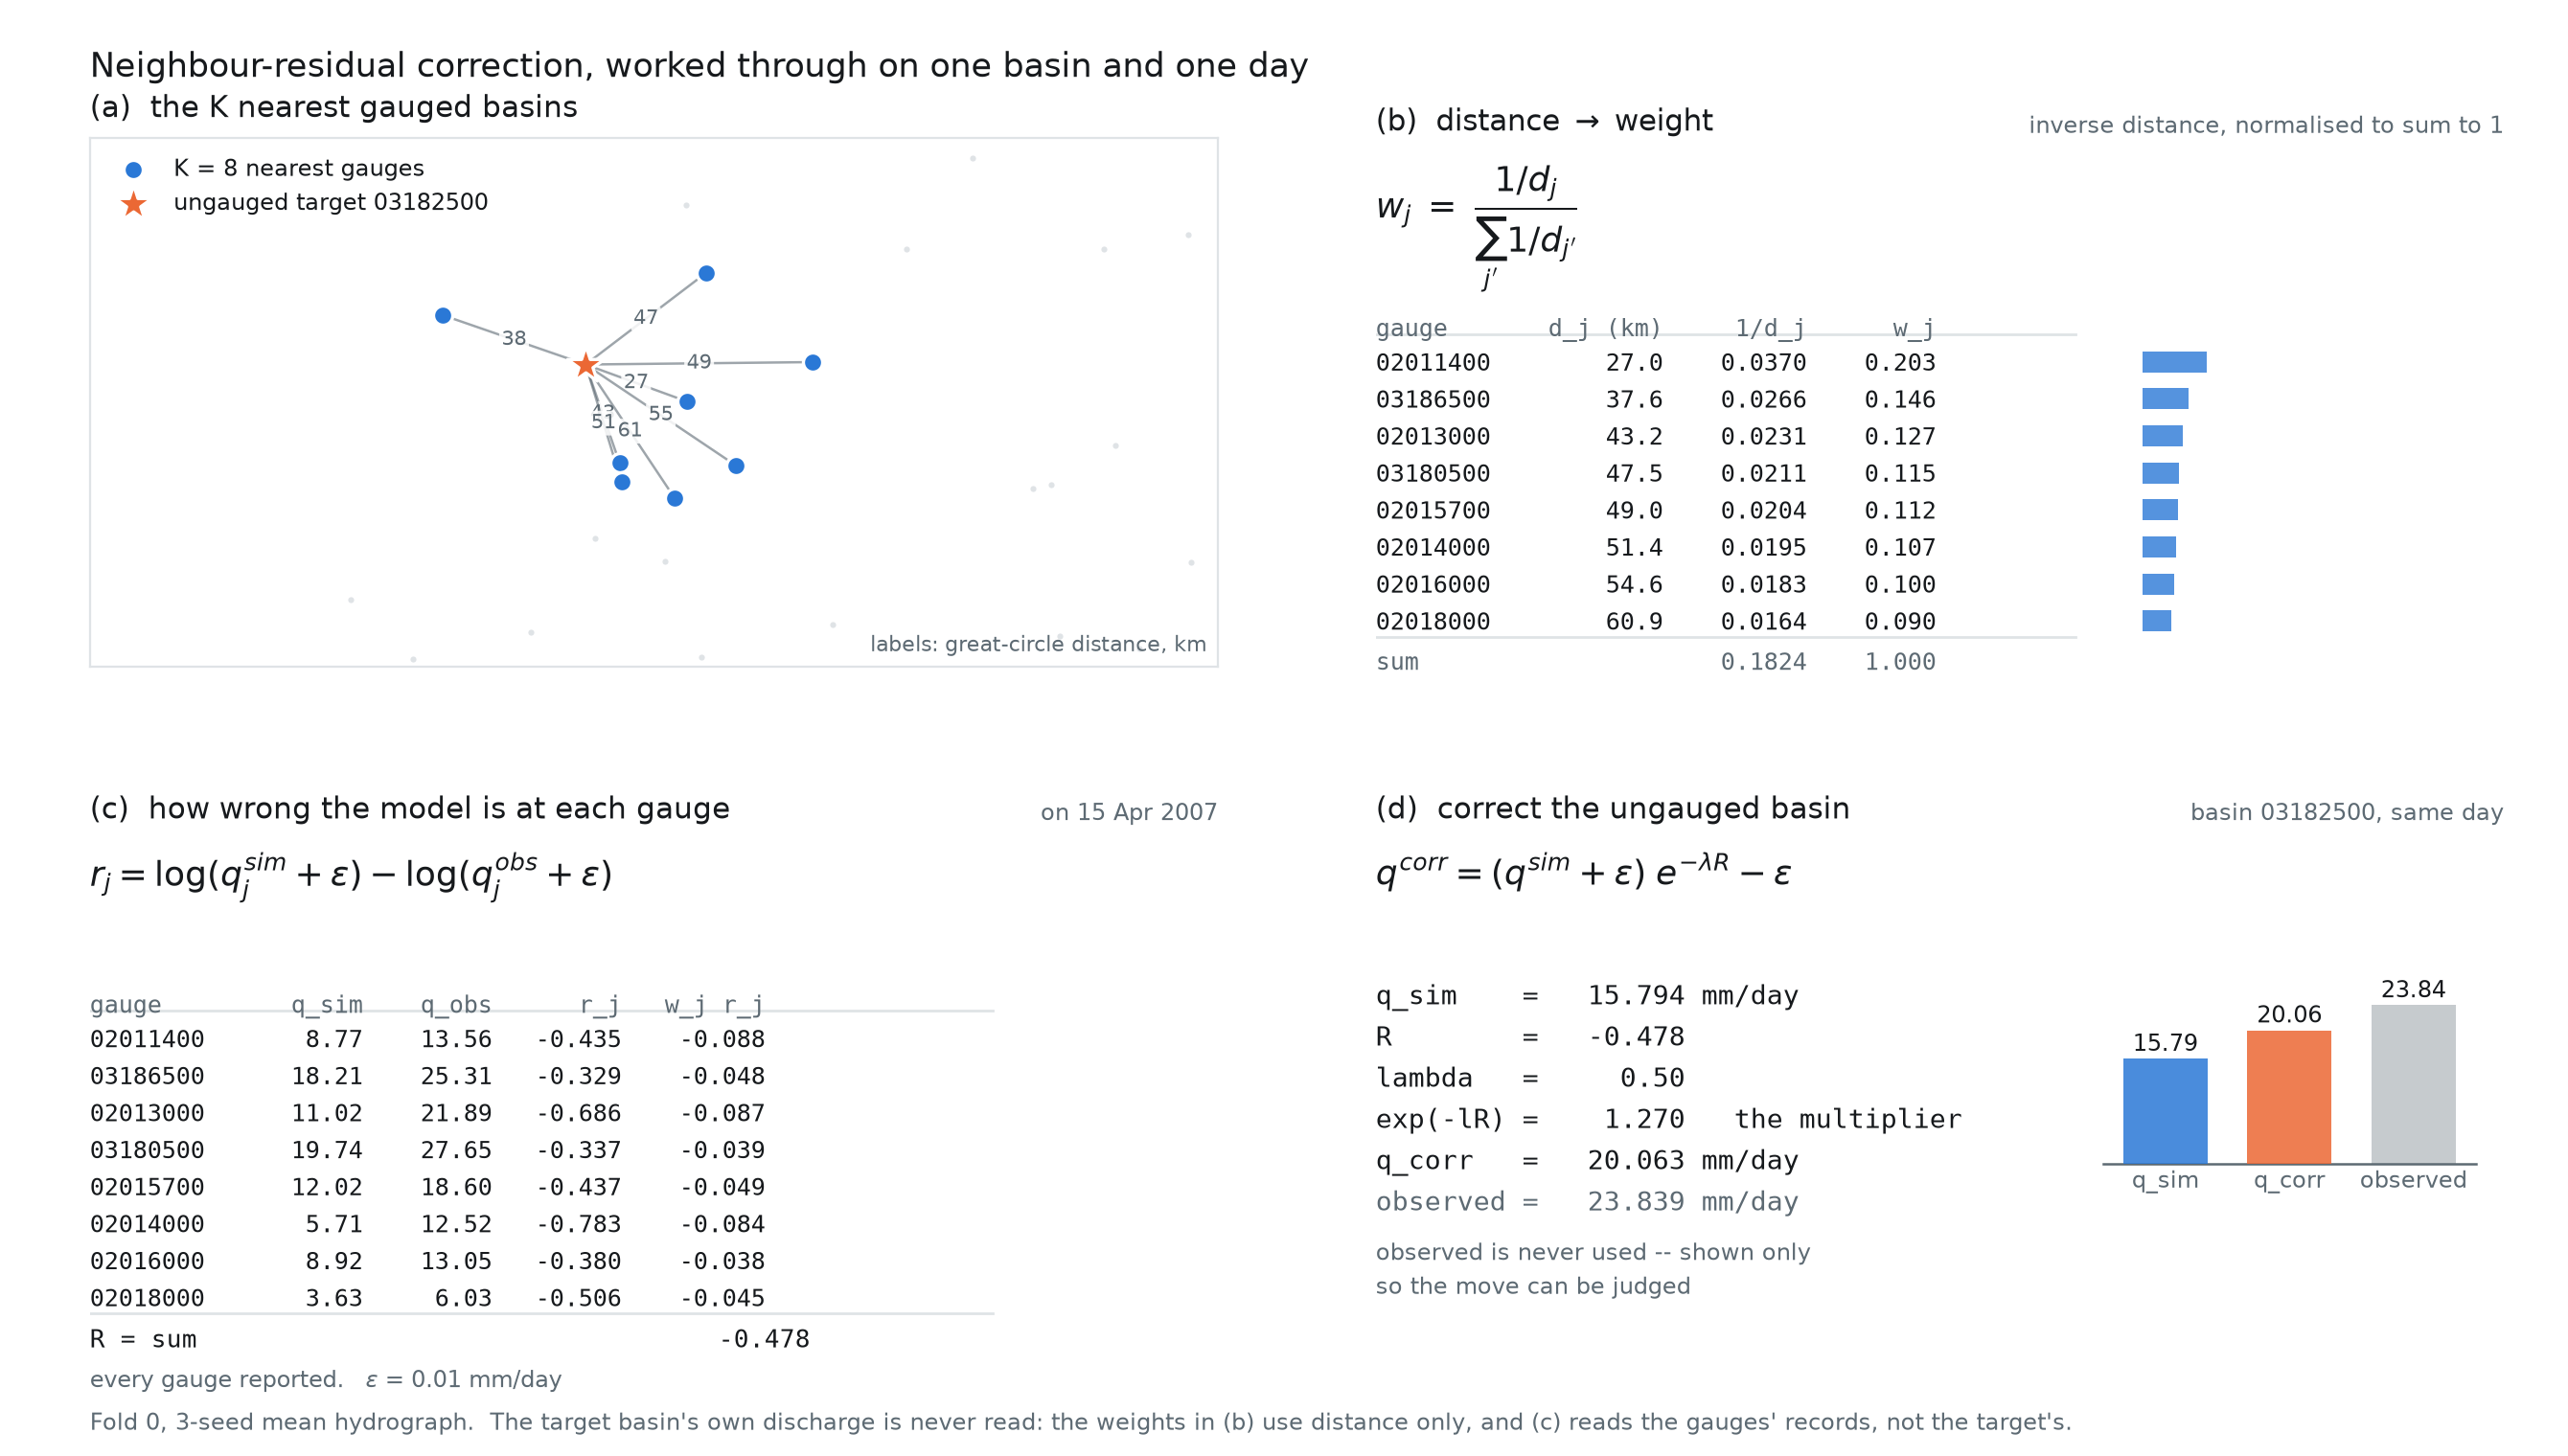 Neighbour-residual correction, worked through on one basin and one day
(a) the K nearest gauged basins
K = 8 nearest gauges
ungauged target 03182500
47
38
49
27
55
43
51
61
labels: great-circle distance, km
(b) distance → weight
inverse distance, normalised to sum to 1
w_j = (1/d_j) / (∑_{j′} 1/d_{j′})
gauge d_j (km) 1/d_j w_j
02011400 27.0 0.0370 0.203
03186500 37.6 0.0266 0.146
02013000 43.2 0.0231 0.127
03180500 47.5 0.0211 0.115
02015700 49.0 0.0204 0.112
02014000 51.4 0.0195 0.107
02016000 54.6 0.0183 0.100
02018000 60.9 0.0164 0.090
sum 0.1824 1.000
(c) how wrong the model is at each gauge
on 15 Apr 2007
r_j = log(q_j^{sim} + ε) − log(q_j^{obs} + ε)
gauge q_sim q_obs r_j w_j r_j
02011400 8.77 13.56 -0.435 -0.088
03186500 18.21 25.31 -0.329 -0.048
02013000 11.02 21.89 -0.686 -0.087
03180500 19.74 27.65 -0.337 -0.039
02015700 12.02 18.60 -0.437 -0.049
02014000 5.71 12.52 -0.783 -0.084
02016000 8.92 13.05 -0.380 -0.038
02018000 3.63 6.03 -0.506 -0.045
R = sum -0.478
every gauge reported. ε = 0.01 mm/day
(d) correct the ungauged basin
basin 03182500, same day
q^{corr} = (q^{sim} + ε) e^{−λR} − ε
q_sim = 15.794 mm/day
R = -0.478
lambda = 0.50
exp(-lR) = 1.270 the multiplier
q_corr = 20.063 mm/day
observed = 23.839 mm/day
observed is never used -- shown only
so the move can be judged
15.79
20.06
23.84
q_sim
q_corr
observed
Fold 0, 3-seed mean hydrograph. The target basin's own discharge is never read: the weights in (b) use distance only, and (c) reads the gauges' records, not the target's.